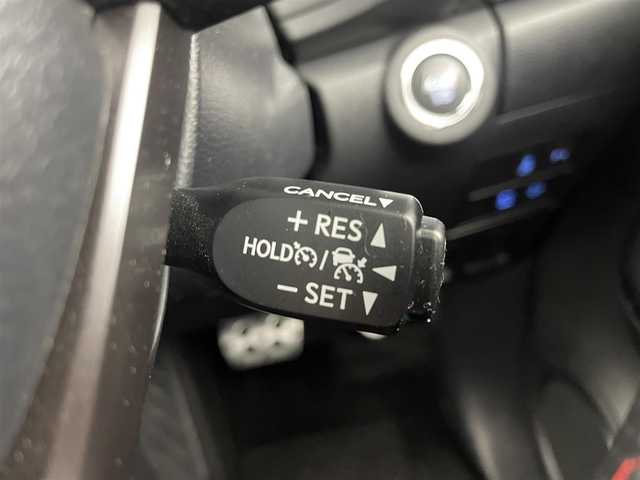 CANCEL▼
+ RES ▲
HOLD / ◀
− SET ▼